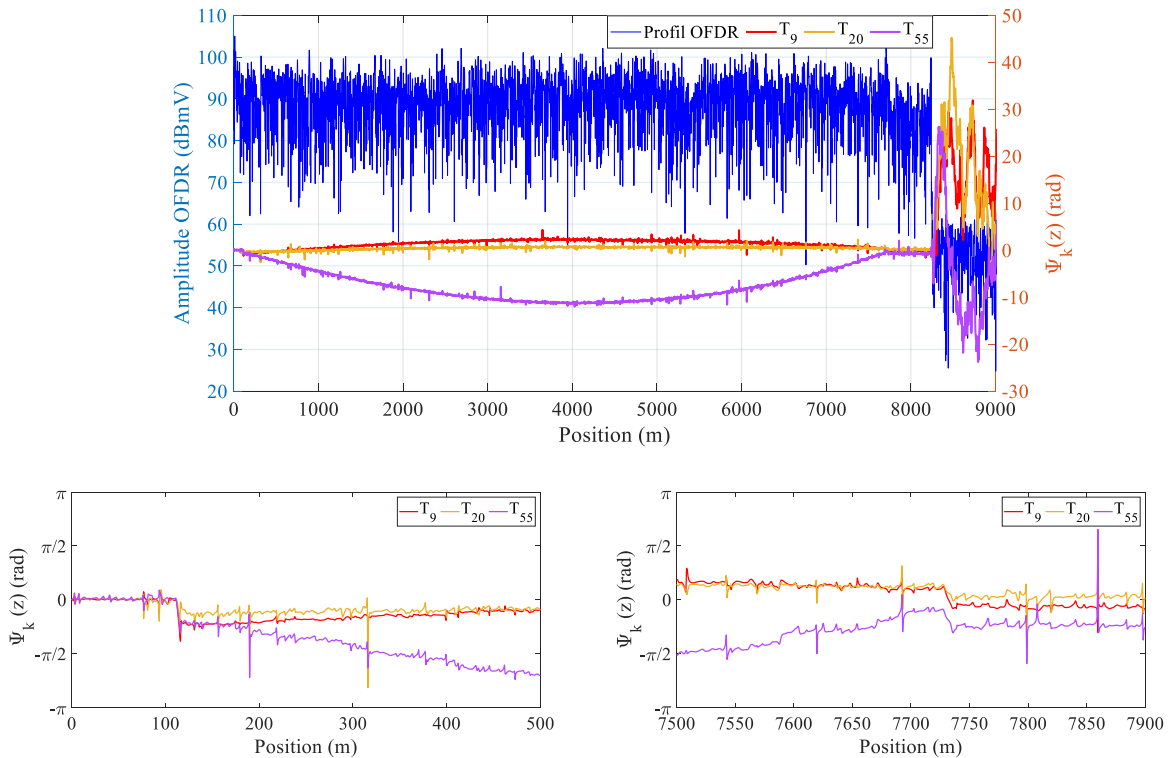 Profil OFDR T9 T20 T55
110
100
90
80
70
60
50
40
30
20
Amplitude OFDR (dBmV)
50
40
30
20
10
0
-10
-20
-30
Ψk(z) (rad)
0 1000 2000 3000 4000 5000 6000 7000 8000 9000
Position (m)
T9 T20 T55
π
π/2
0
-π/2
-π
Ψk (z) (rad)
0 100 200 300 400 500
Position (m)
T9 T20 T55
π
π/2
0
-π/2
-π
Ψk (z) (rad)
7500 7550 7600 7650 7700 7750 7800 7850 7900
Position (m)